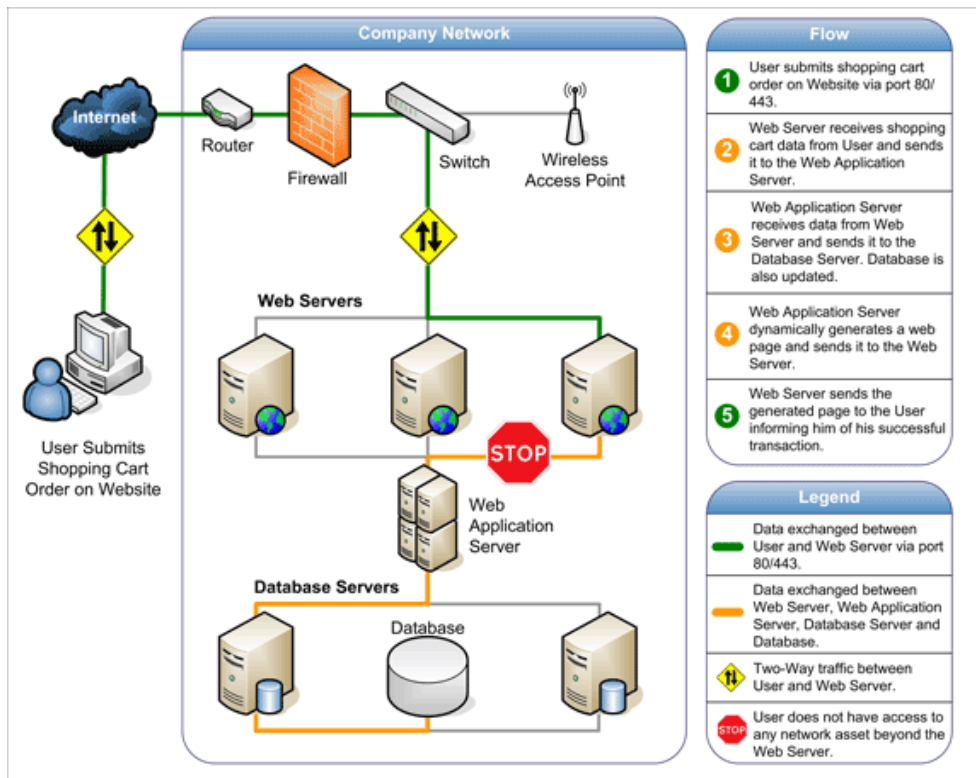 Company Network
Internet
Router
Firewall
Switch
Wireless
Access Point
Web Servers
User Submits
Shopping Cart
Order on Website
STOP
Web
Application
Server
Database Servers
Database
Flow
1
User submits shopping cart
order on Website via port 80/
443.
2
Web Server receives shopping
cart data from User and sends
it to the Web Application
Server.
3
Web Application Server
receives data from Web
Server and sends it to the
Database Server. Database is
also updated.
4
Web Application Server
dynamically generates a web
page and sends it to the Web
Server.
5
Web Server sends the
generated page to the User
informing him of his successful
transaction.
Legend
Data exchanged between
User and Web Server via port
80/443.
Data exchanged between
Web Server, Web Application
Server, Database Server and
Database.
Two-Way traffic between
User and Web Server.
STOP
User does not have access to
any network asset beyond the
Web Server.